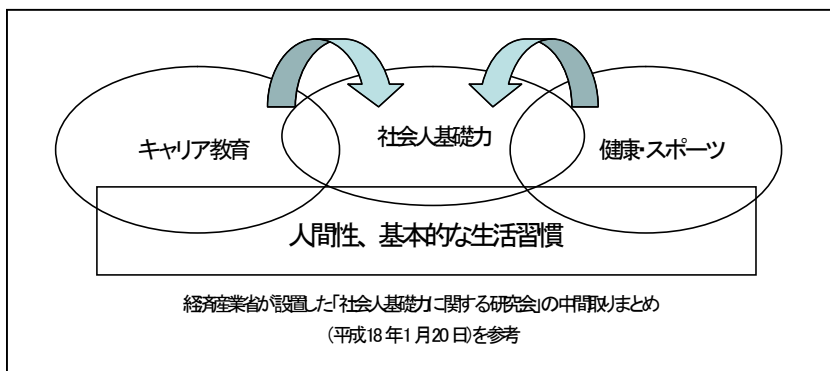 キャリア教育
社会人基礎力
健康・スポーツ
人間性、基本的な生活習慣
経済産業省が設置した「社会人基礎力に関する研究会」の中間取りまとめ
(平成18年1月20日)を参考